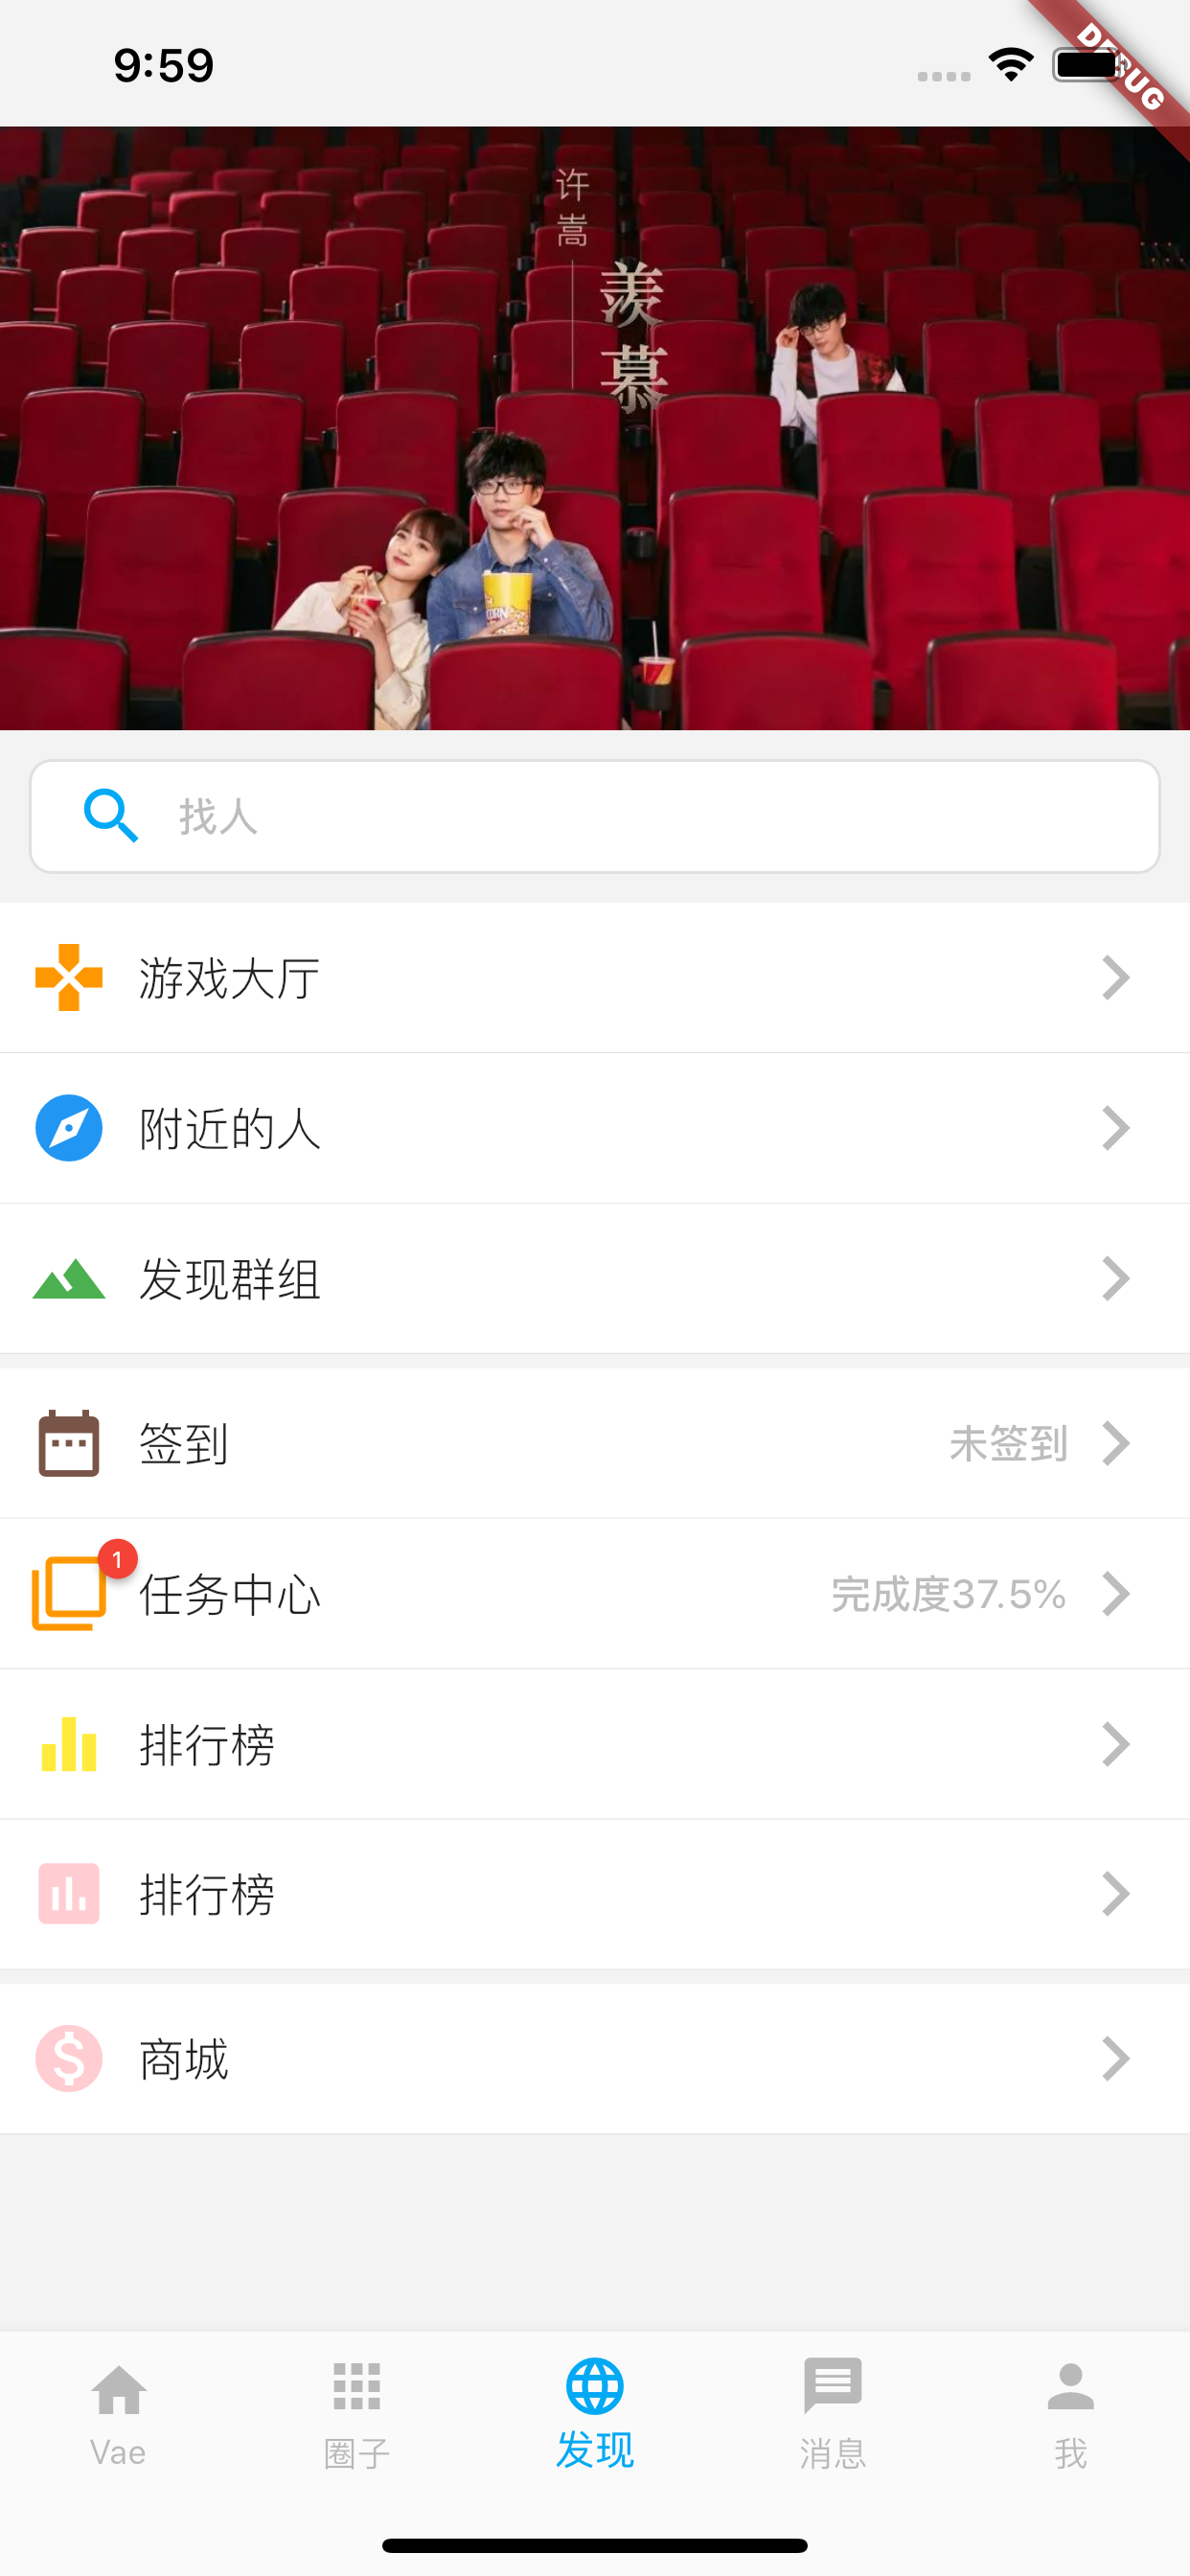 9:59
DEBUG
许嵩
羡慕
CORN
找人
游戏大厅
附近的人
发现群组
签到
未签到
1
任务中心
完成度37.5%
排行榜
排行榜
商城
Vae
圈子
发现
消息
我